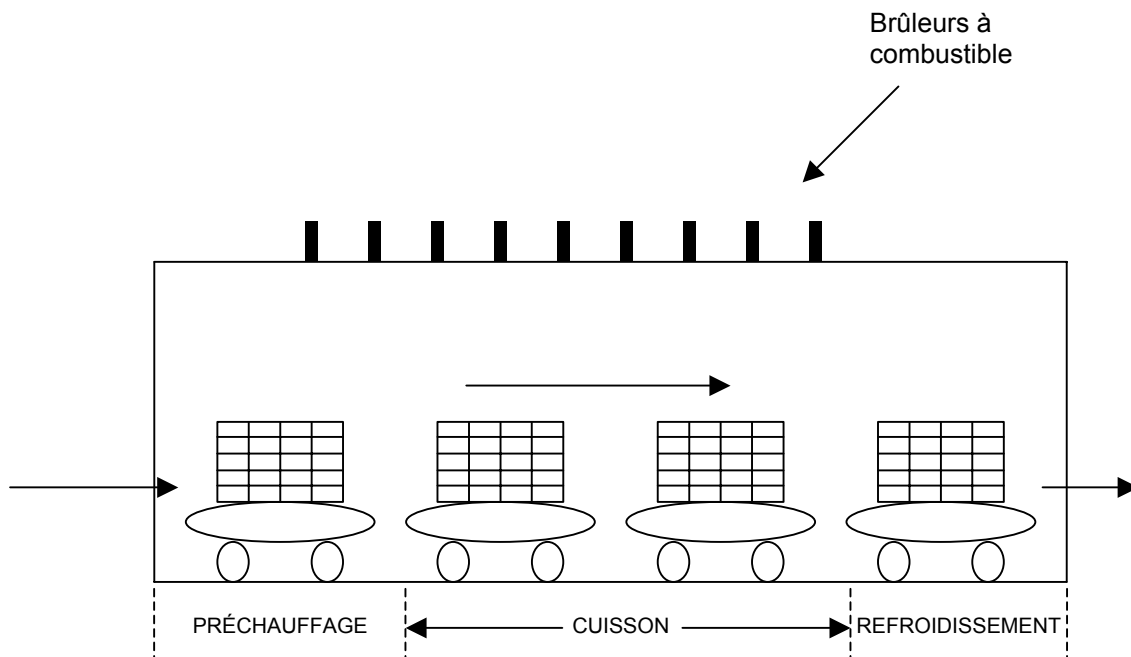 Brûleurs à
combustible
PRÉCHAUFFAGE
CUISSON
REFROIDISSEMENT